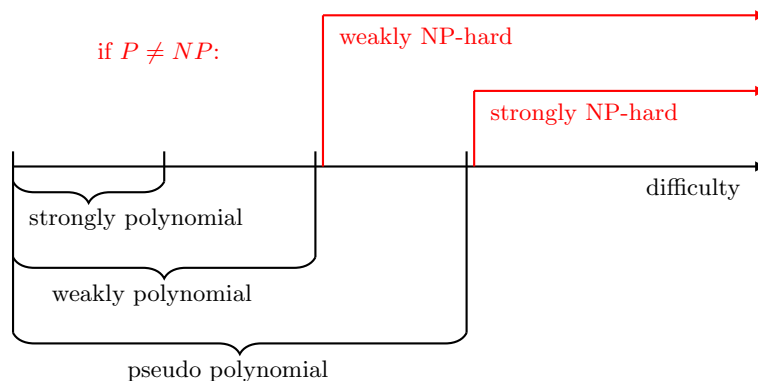 if P ≠ NP:
weakly NP-hard
strongly NP-hard
difficulty
strongly polynomial
weakly polynomial
pseudo polynomial